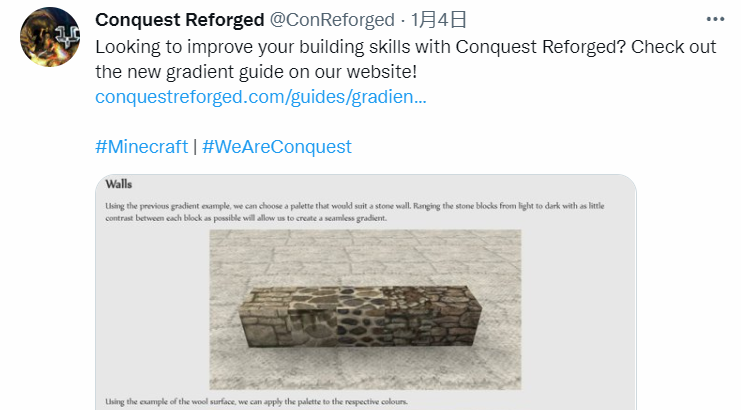 Conquest Reforged @ConReforged · 1月4日
Looking to improve your building skills with Conquest Reforged? Check out
the new gradient guide on our website!
conquestreforged.com/guides/gradien...
#Minecraft | #WeAreConquest
Walls
Using the previous gradient example, we can choose a palette that would suit a stone wall. Ranging the stone blocks from light to dark with as little
contrast between each block as possible will allow us to create a seamless gradient.
Using the example of the wool surface, we can apply the palette to the respective colours.